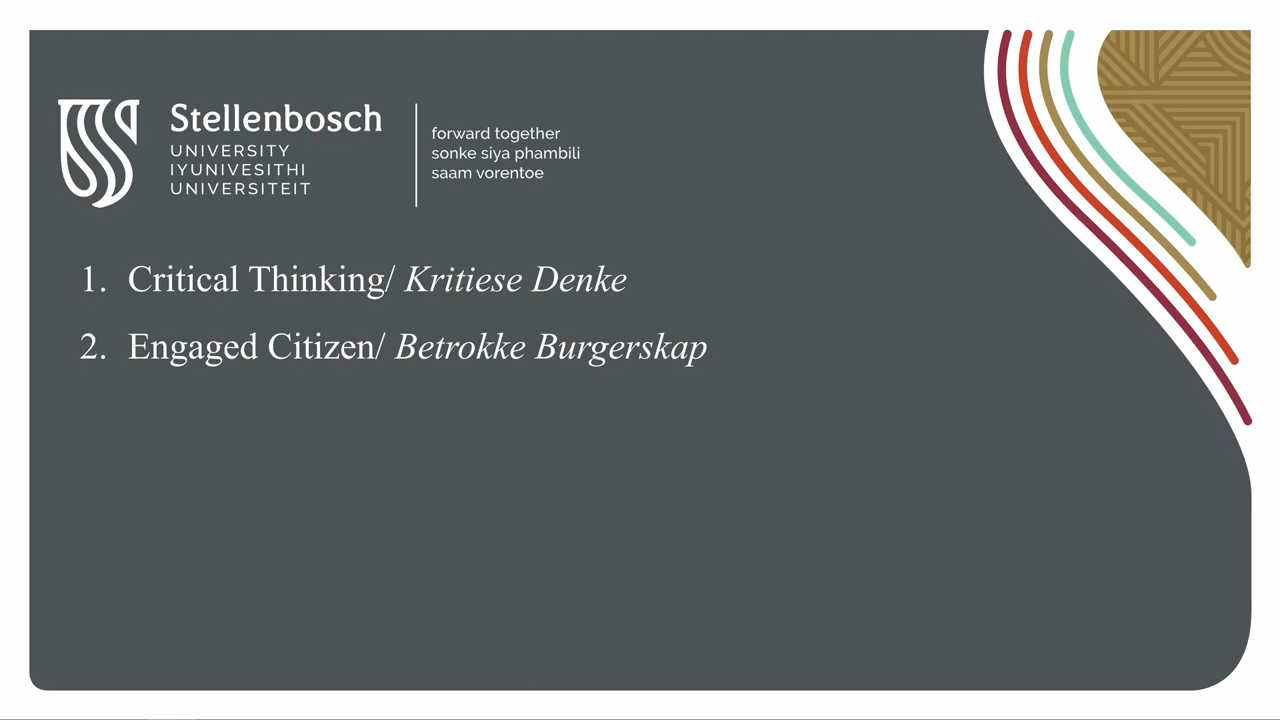 Stellenbosch
UNIVERSITY
IYUNIVESITHI
UNIVERSITEIT
forward together
sonke siya phambili
saam vorentoe
1. Critical Thinking/ Kritiese Denke
2. Engaged Citizen/ Betrokke Burgerskap